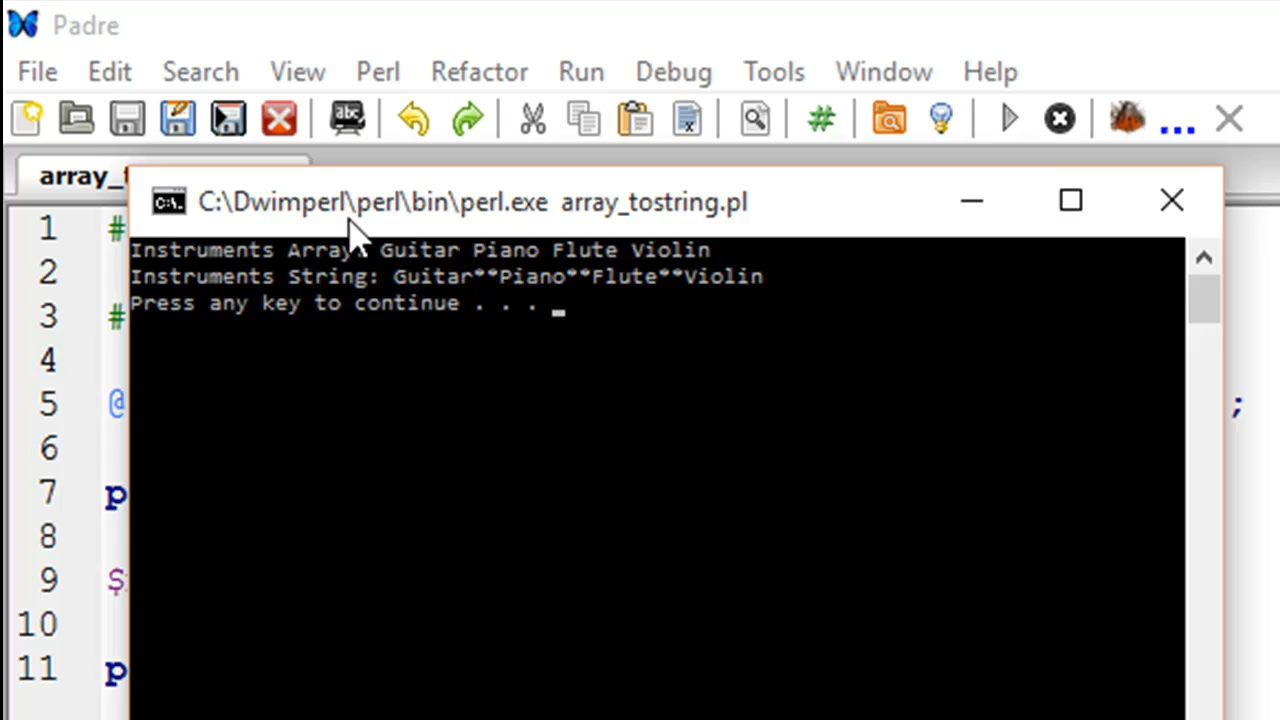 Padre
File Edit Search View Perl Refactor Run Debug Tools Window Help
abc #
C:\Dwimperl\perl\bin\perl.exe array_tostring.pl
Instruments Array: Guitar Piano Flute Violin
Instruments String: Guitar**Piano**Flute**Violin
Press any key to continue . . .
1 #
2
3 #
4
5 @ ;
6
7 p
8
9 $
10
11 p